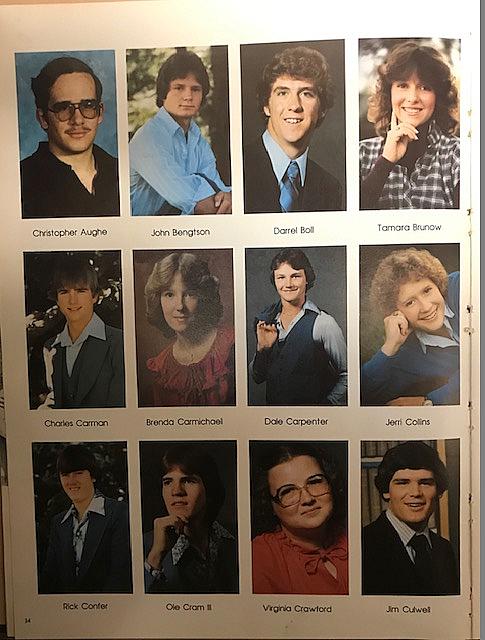 Christopher Aughe
John Bengtson
Darrel Boll
Tamara Brunow
Charles Carman
Brenda Carmichael
Dale Carpenter
Jerri Collins
Rick Confer
Ole Cram II
Virginia Crawford
Jim Culwell
34